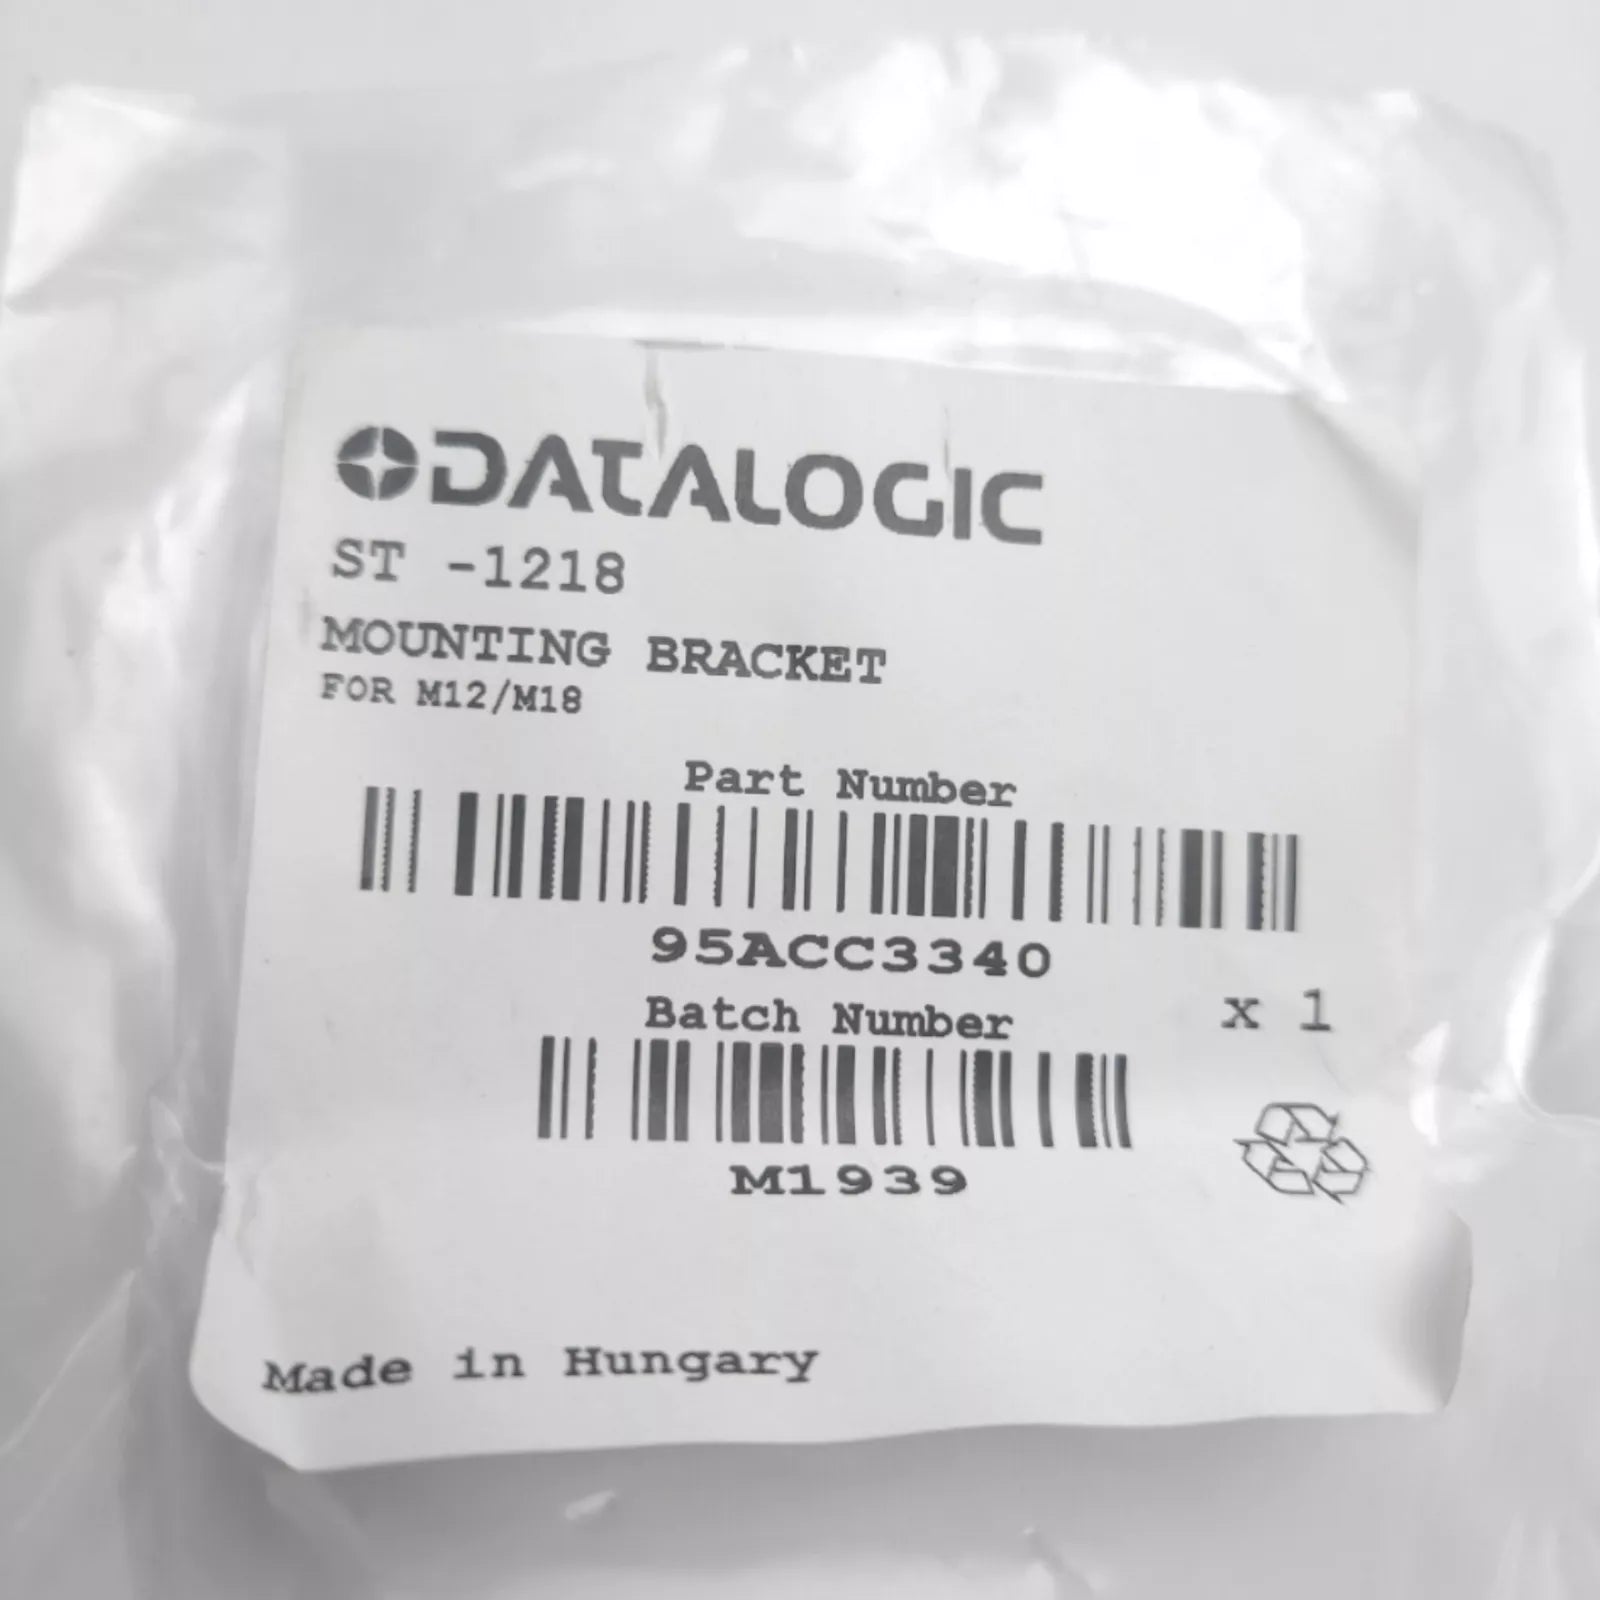 DATALOGIC
ST -1218
MOUNTING BRACKET
FOR M12/M18
Part Number
95ACC3340
Batch Number
x 1
M1939
Made in Hungary